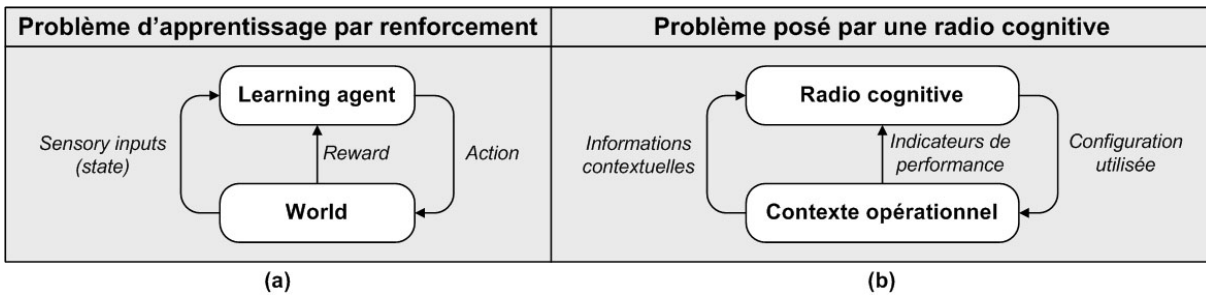 Problème d'apprentissage par renforcement
Learning agent
Sensory inputs
(state)
Reward
Action
World
(a)
Problème posé par une radio cognitive
Radio cognitive
Informations
contextuelles
Indicateurs de
performance
Configuration
utilisée
Contexte opérationnel
(b)